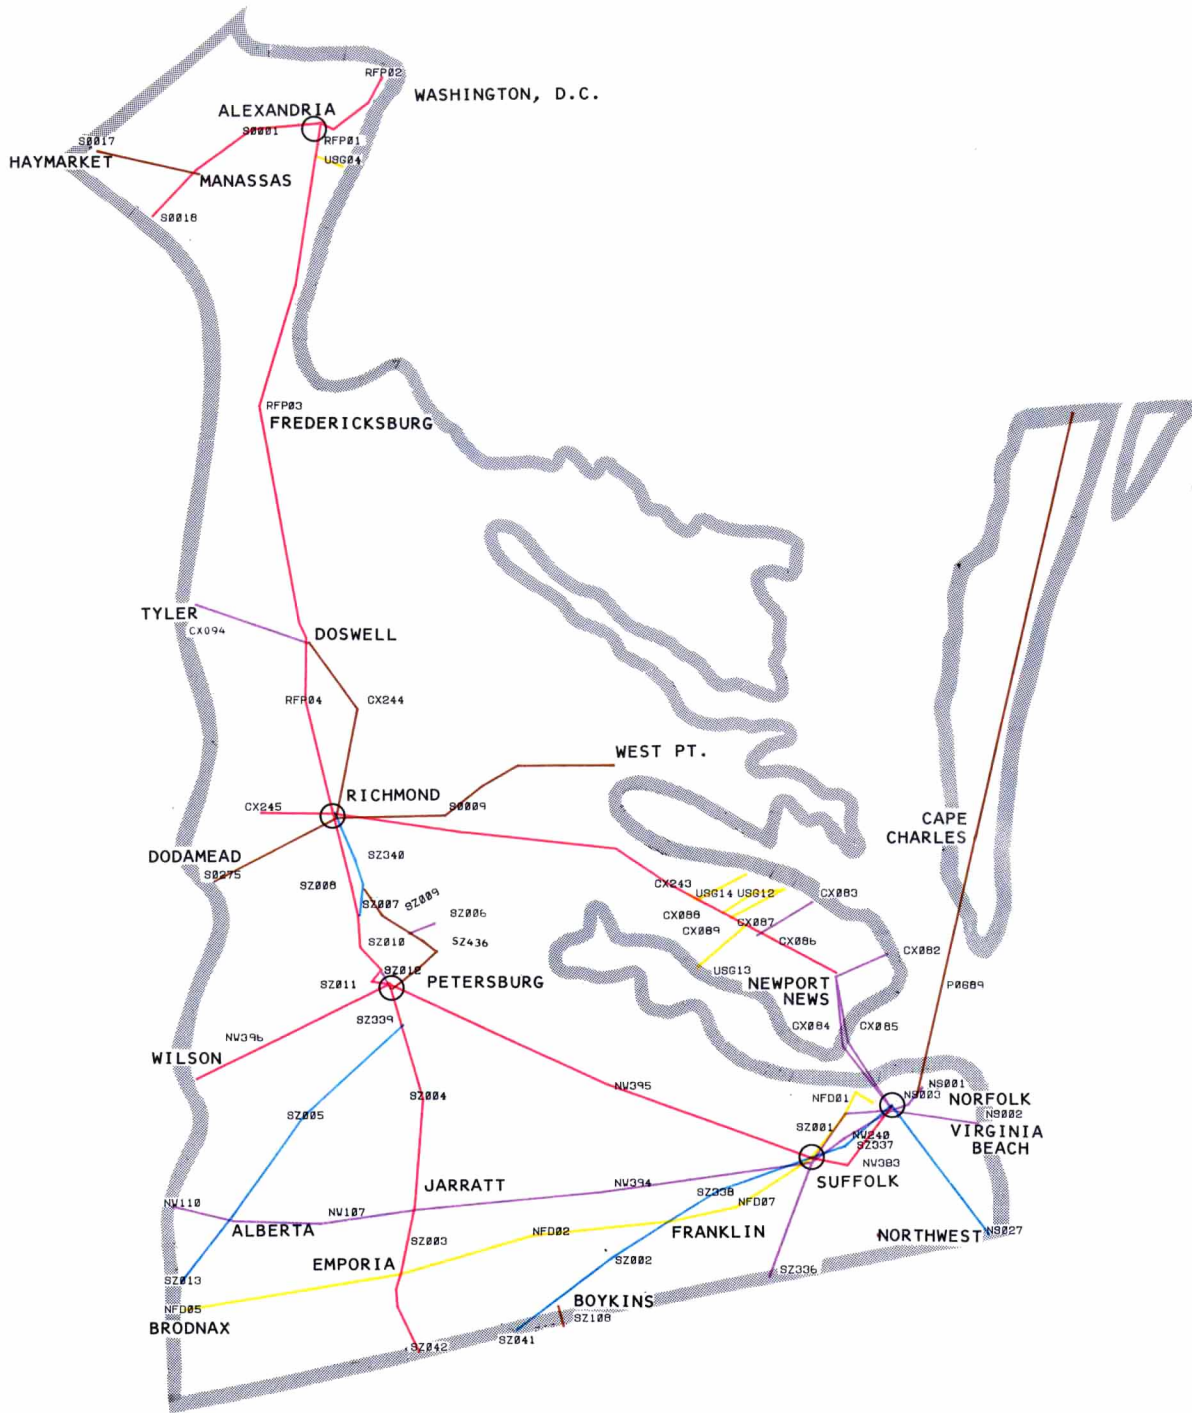 RFP02
WASHINGTON, D.C.
ALEXANDRIA
S0001
RFP01
S0017
HAYMARKET
USG04
MANASSAS
S0018
RFP03
FREDERICKSBURG
TYLER
CX094
DOSWELL
RFP04
CX244
WEST PT.
RICHMOND
CX245
S0009
CAPE
CHARLES
DODAMEAD
S0275
SZ340
SZ008
SZ007
SZ009
CX243
USG14
USG12
CX083
SZ006
CX088
CX087
CX089
CX086
SZ010
SZ436
CX082
SZ012
USG13
SZ011
PETERSBURG
NEWPORT
NEWS
P0689
SZ339
CX084
CX085
NW396
WILSON
NW395
NS001
SZ004
NFD01
NS003
NORFOLK
SZ005
NS002
SZ001
NW240
VIRGINIA
BEACH
SZ337
NW383
SUFFOLK
JARRATT
NW394
SZ338
NW110
NW107
NFD07
ALBERTA
NFD02
FRANKLIN
NORTHWEST
NS027
SZ003
SZ002
EMPORIA
SZ336
SZ013
NFD05
BOYKINS
BRODNAX
SZ108
SZ041
SZ042